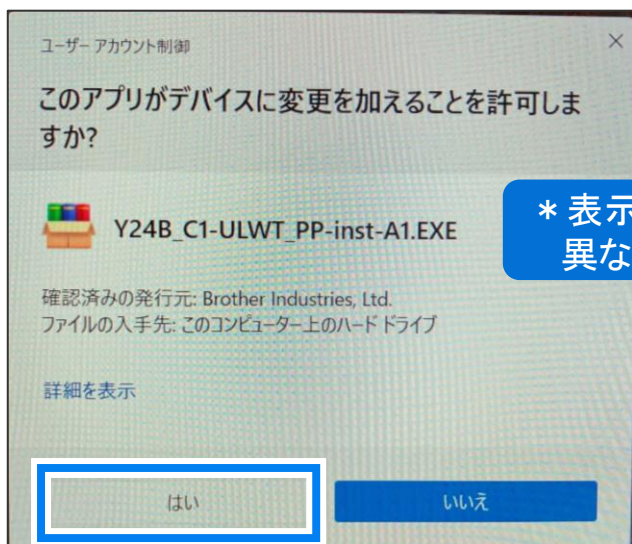 ユーザー アカウント制御
このアプリがデバイスに変更を加えることを許可しま
すか?
Y24B_C1-ULWT_PP-inst-A1.EXE
*表示
異な
確認済みの発行元: Brother Industries, Ltd.
ファイルの入手先: このコンピューター上のハード ドライブ
詳細を表示
はい
いいえ